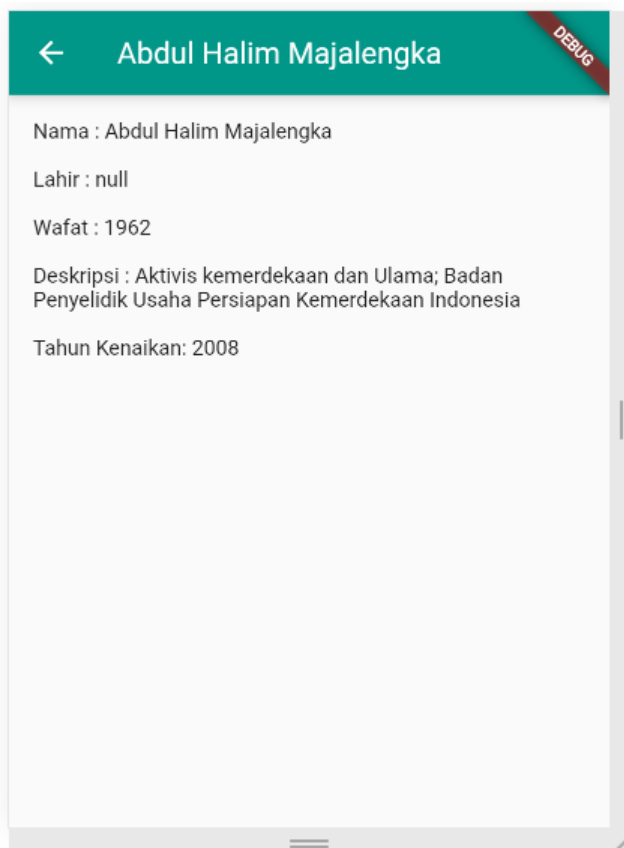 Abdul Halim Majalengka
DEBUG
Nama : Abdul Halim Majalengka
Lahir : null
Wafat : 1962
Deskripsi : Aktivis kemerdekaan dan Ulama; Badan
Penyelidik Usaha Persiapan Kemerdekaan Indonesia
Tahun Kenaikan: 2008